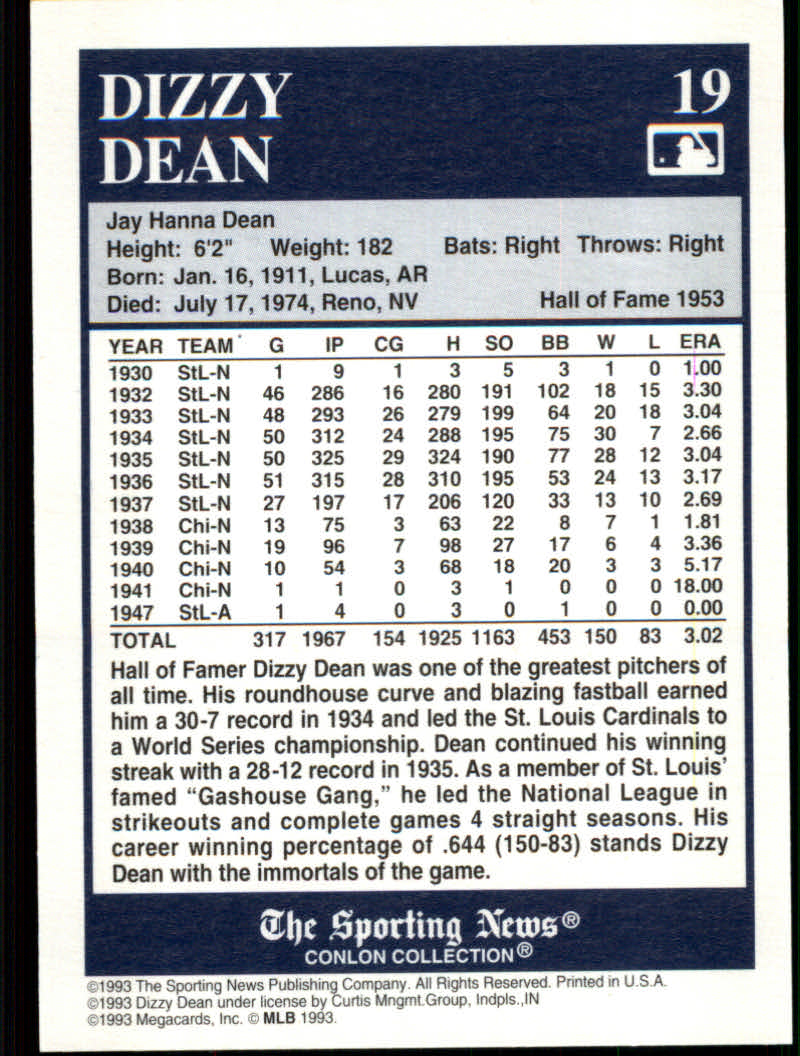 DIZZY
DEAN
19
Jay Hanna Dean
Height: 6'2" Weight: 182 Bats: Right Throws: Right
Born: Jan. 16, 1911, Lucas, AR
Died: July 17, 1974, Reno, NV Hall of Fame 1953
YEAR TEAM G IP CG H SO BB W L ERA
1930 StL-N 1 9 1 3 5 3 1 0 1.00
1932 StL-N 46 286 16 280 191 102 18 15 3.30
1933 StL-N 48 293 26 279 199 64 20 18 3.04
1934 StL-N 50 312 24 288 195 75 30 7 2.66
1935 StL-N 50 325 29 324 190 77 28 12 3.04
1936 StL-N 51 315 28 310 195 53 24 13 3.17
1937 StL-N 27 197 17 206 120 33 13 10 2.69
1938 Chi-N 13 75 3 63 22 8 7 1 1.81
1939 Chi-N 19 96 7 98 27 17 6 4 3.36
1940 Chi-N 10 54 3 68 18 20 3 3 5.17
1941 Chi-N 1 1 0 3 1 0 0 0 18.00
1947 StL-A 1 4 0 3 0 1 0 0 0.00
TOTAL 317 1967 154 1925 1163 453 150 83 3.02
Hall of Famer Dizzy Dean was one of the greatest pitchers of
all time. His roundhouse curve and blazing fastball earned
him a 30-7 record in 1934 and led the St. Louis Cardinals to
a World Series championship. Dean continued his winning
streak with a 28-12 record in 1935. As a member of St. Louis'
famed "Gashouse Gang," he led the National League in
strikeouts and complete games 4 straight seasons. His
career winning percentage of .644 (150-83) stands Dizzy
Dean with the immortals of the game.
The Sporting News®
CONLON COLLECTION®
©1993 The Sporting News Publishing Company. All Rights Reserved. Printed in U.S.A.
©1993 Dizzy Dean under license by Curtis Mngmt.Group, Indpls.,IN
©1993 Megacards, Inc. © MLB 1993.